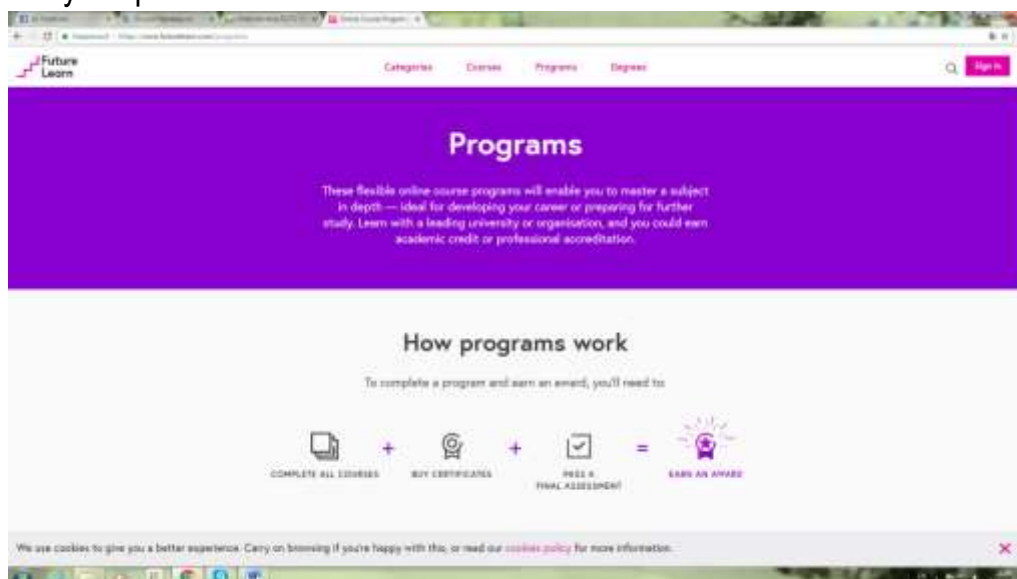 Future
Learn
Categories Courses Programs Degrees
Sign in
Programs
These flexible online course programs will enable you to master a subject
in depth — ideal for developing your career or preparing for further
study. Learn with a leading university or organisation, and you could earn
academic credit or professional accreditation.
How programs work
To complete a program and earn an award, you'll need to:
COMPLETE ALL COURSES + BUY CERTIFICATES + PASS A
FINAL ASSESSMENT = EARN AN AWARD
We use cookies to give you a better experience. Carry on browsing if you're happy with this, or read our cookies policy for more information.